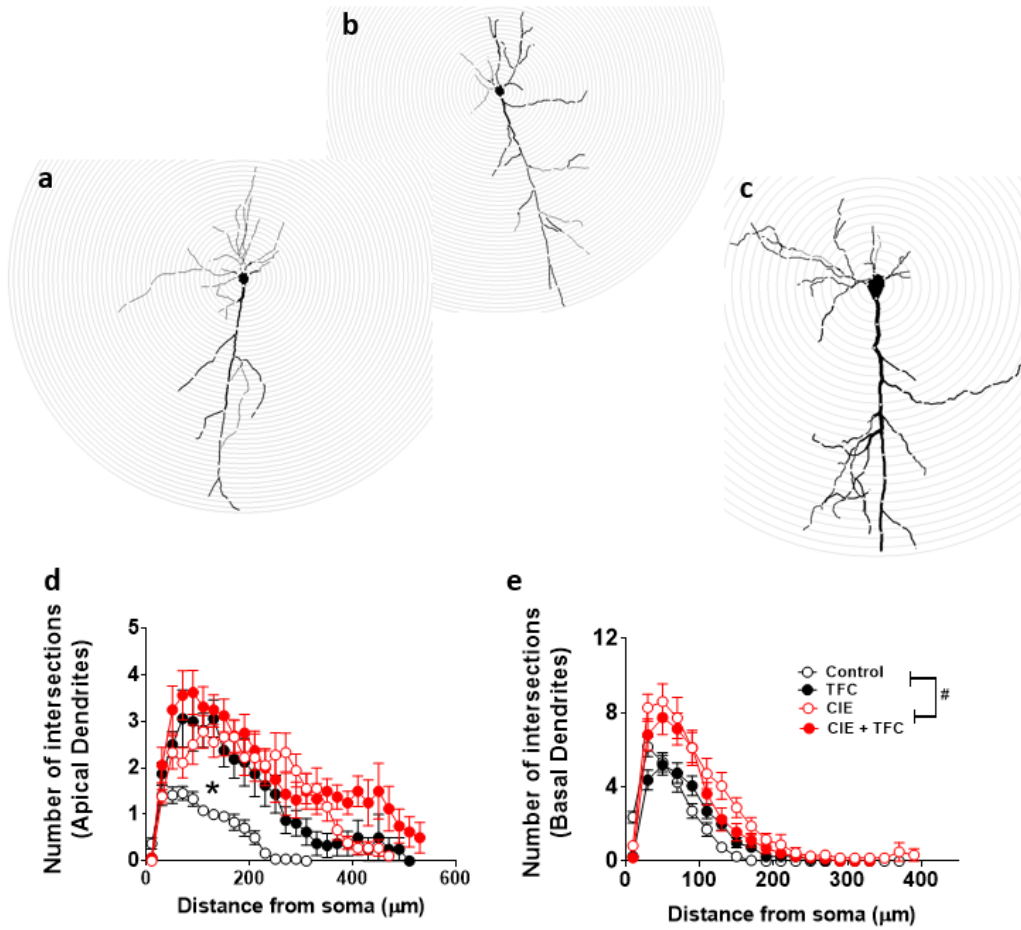 b
a
c
d
e
Number of intersections
(Apical Dendrites)
5
4
3
2
1
0
*
0
200
400
600
Distance from soma (μm)
Number of intersections
(Basal Dendrites)
12
8
4
0
Control
TFC
CIE
CIE + TFC
#
0
100
200
300
400
Distance from soma (μm)